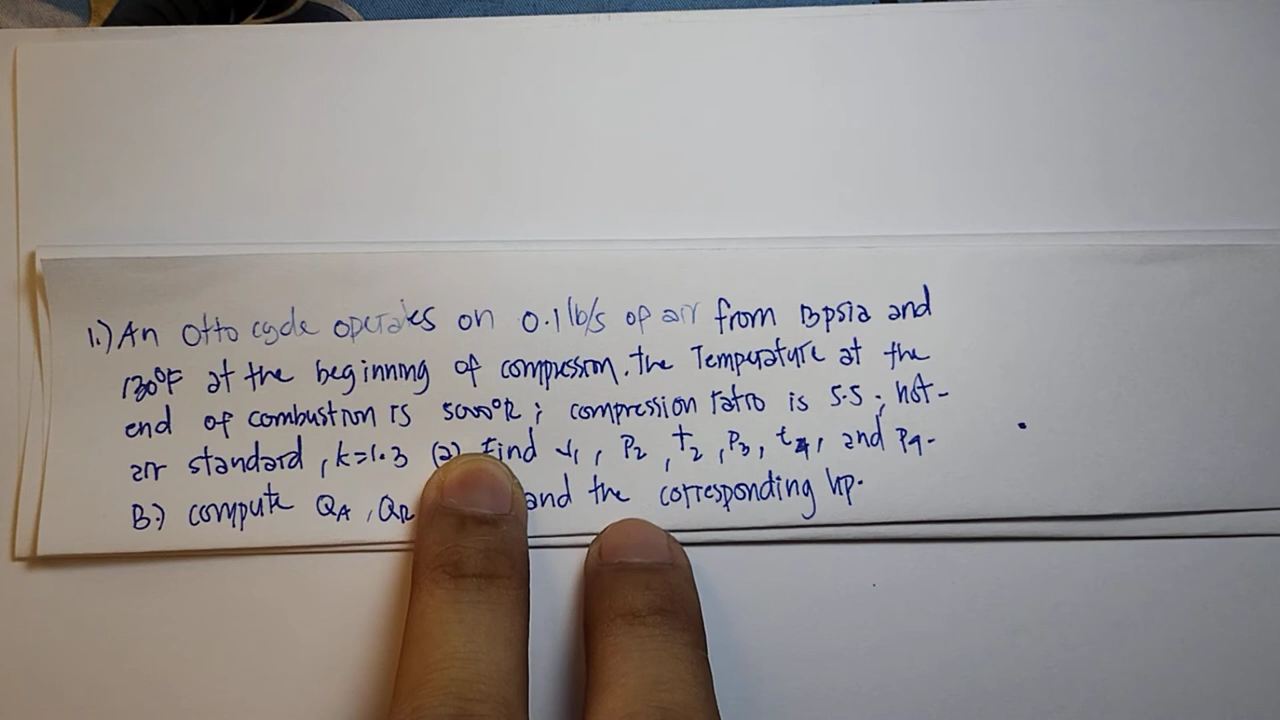 1.) An Otto cycle operates on 0.1 lb/s of air from 13psia and
130°F at the beginning of compression. the Temperature at the
end of combustion is 5000°R; compression ratio is 5.5; hot-
air standard, k=1.3 (a) Find V1, P2, t2, P3, t4, and P4.
B.) compute QA, QR and the corresponding hp.